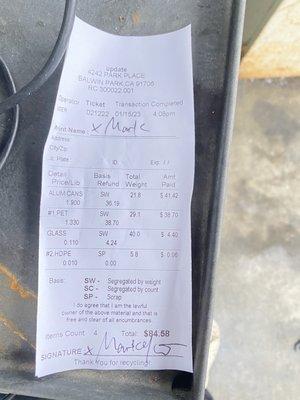 update
4242 PARK PLACE
BALWIN PARK CA 91706
RC 300022.001
Operator Ticket Transaction Completed
021222 01/15/23 4:08pm
Print Name: x Mark
Address:
City/Zip:
Lic. Plate: ID. Exp. / /
Detail Basis Total Amt
Price/Lib Refund Weight Paid
ALUM CANS SW 21.8 $ 41.42
1.900 36.19
#1 PET SW 29.1 $ 38.70
1.330 38.70
GLASS SW 40.0 $ 4.40
0.110 4.24
#2 HDPE SP 5.8 $ 0.06
0.010 0.00
Basis: SW - Segregated by weight
SC - Segregated by count
SP - Scrap
I do agree that I am the lawful
owner of the above material and that is
free and clear of all encumbrances.
Items Count 4 Total: $84.58
SIGNATURE x
Thank You for recycling!